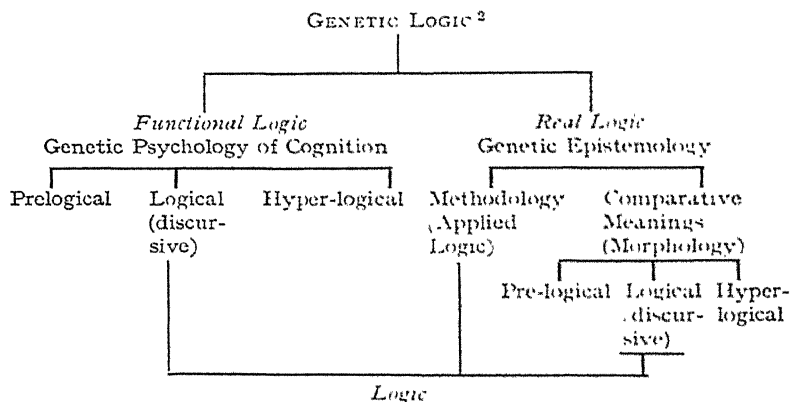 GENETIC LOGIC ²
Functional Logic
Genetic Psychology of Cognition
Real Logic
Genetic Epistemology
Prelogical
Logical
(discur-
sive)
Hyper-logical
Methodology
(Applied
Logic)
Comparative
Meanings
(Morphology)
Pre-logical
Logical
(discur-
sive)
Hyper-
logical
Logic